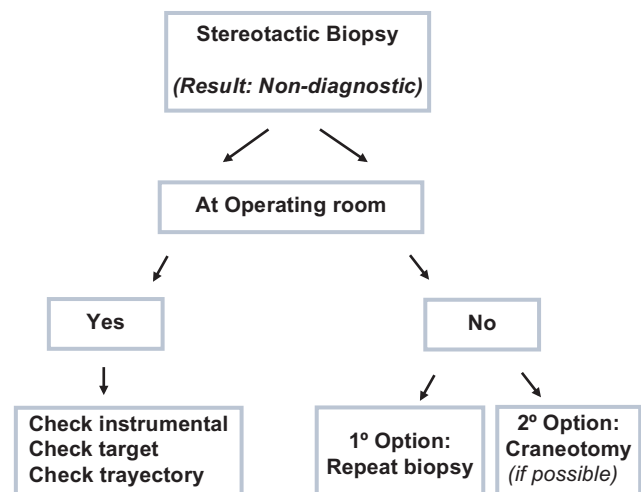 Stereotactic Biopsy
(Result: Non-diagnostic)
At Operating room
Yes
No
Check instrumental
Check target
Check trayectory
1º Option:
Repeat biopsy
2º Option:
Craneotomy
(if possible)